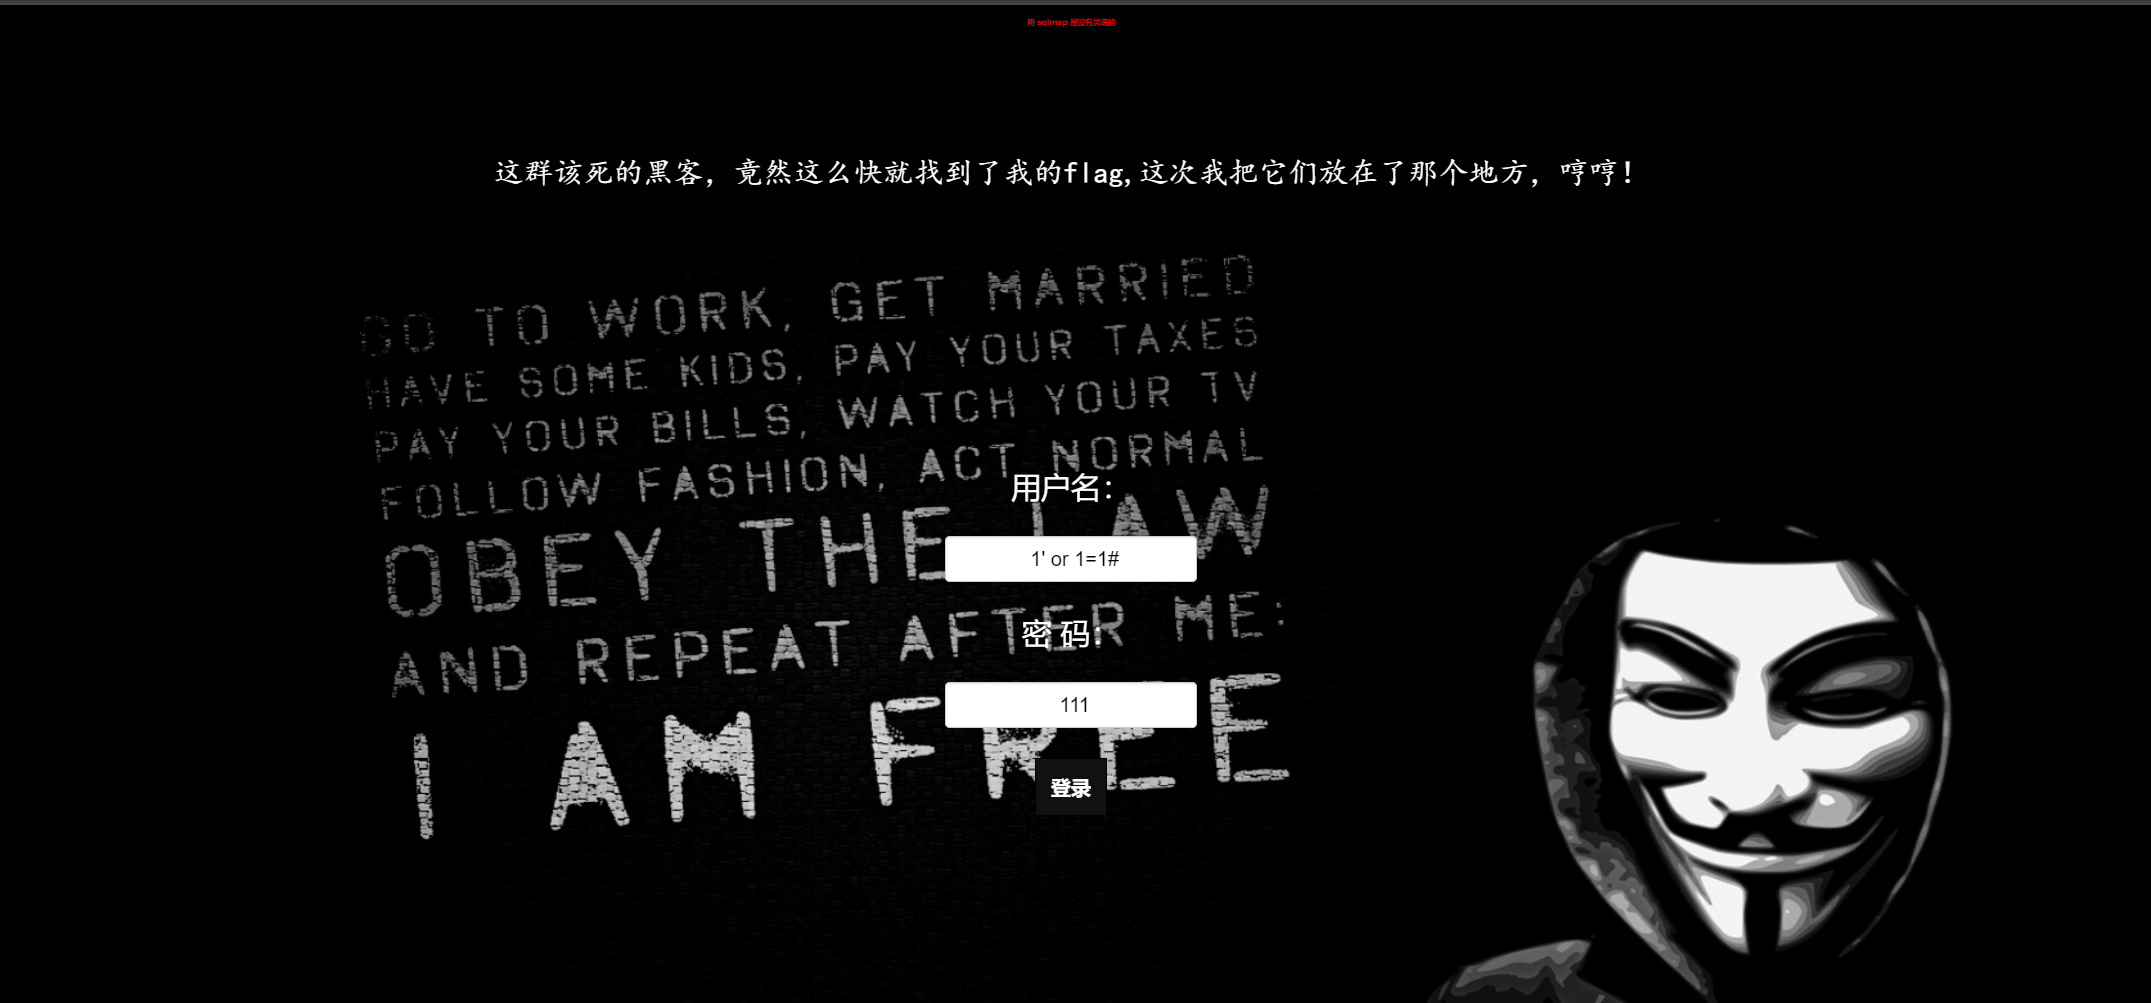 用 sqlmap 是没有灵魂的
这群该死的黑客，竟然这么快就找到了我的flag,这次我把它们放在了那个地方，哼哼！
GO TO WORK, GET MARRIED
HAVE SOME KIDS, PAY YOUR TAXES
PAY YOUR BILLS, WATCH YOUR TV
FOLLOW FASHION, ACT NORMAL
OBEY THE LAW
AND REPEAT AFTER ME:
I AM FREE
用户名：
1' or 1=1#
密 码：
111
登录